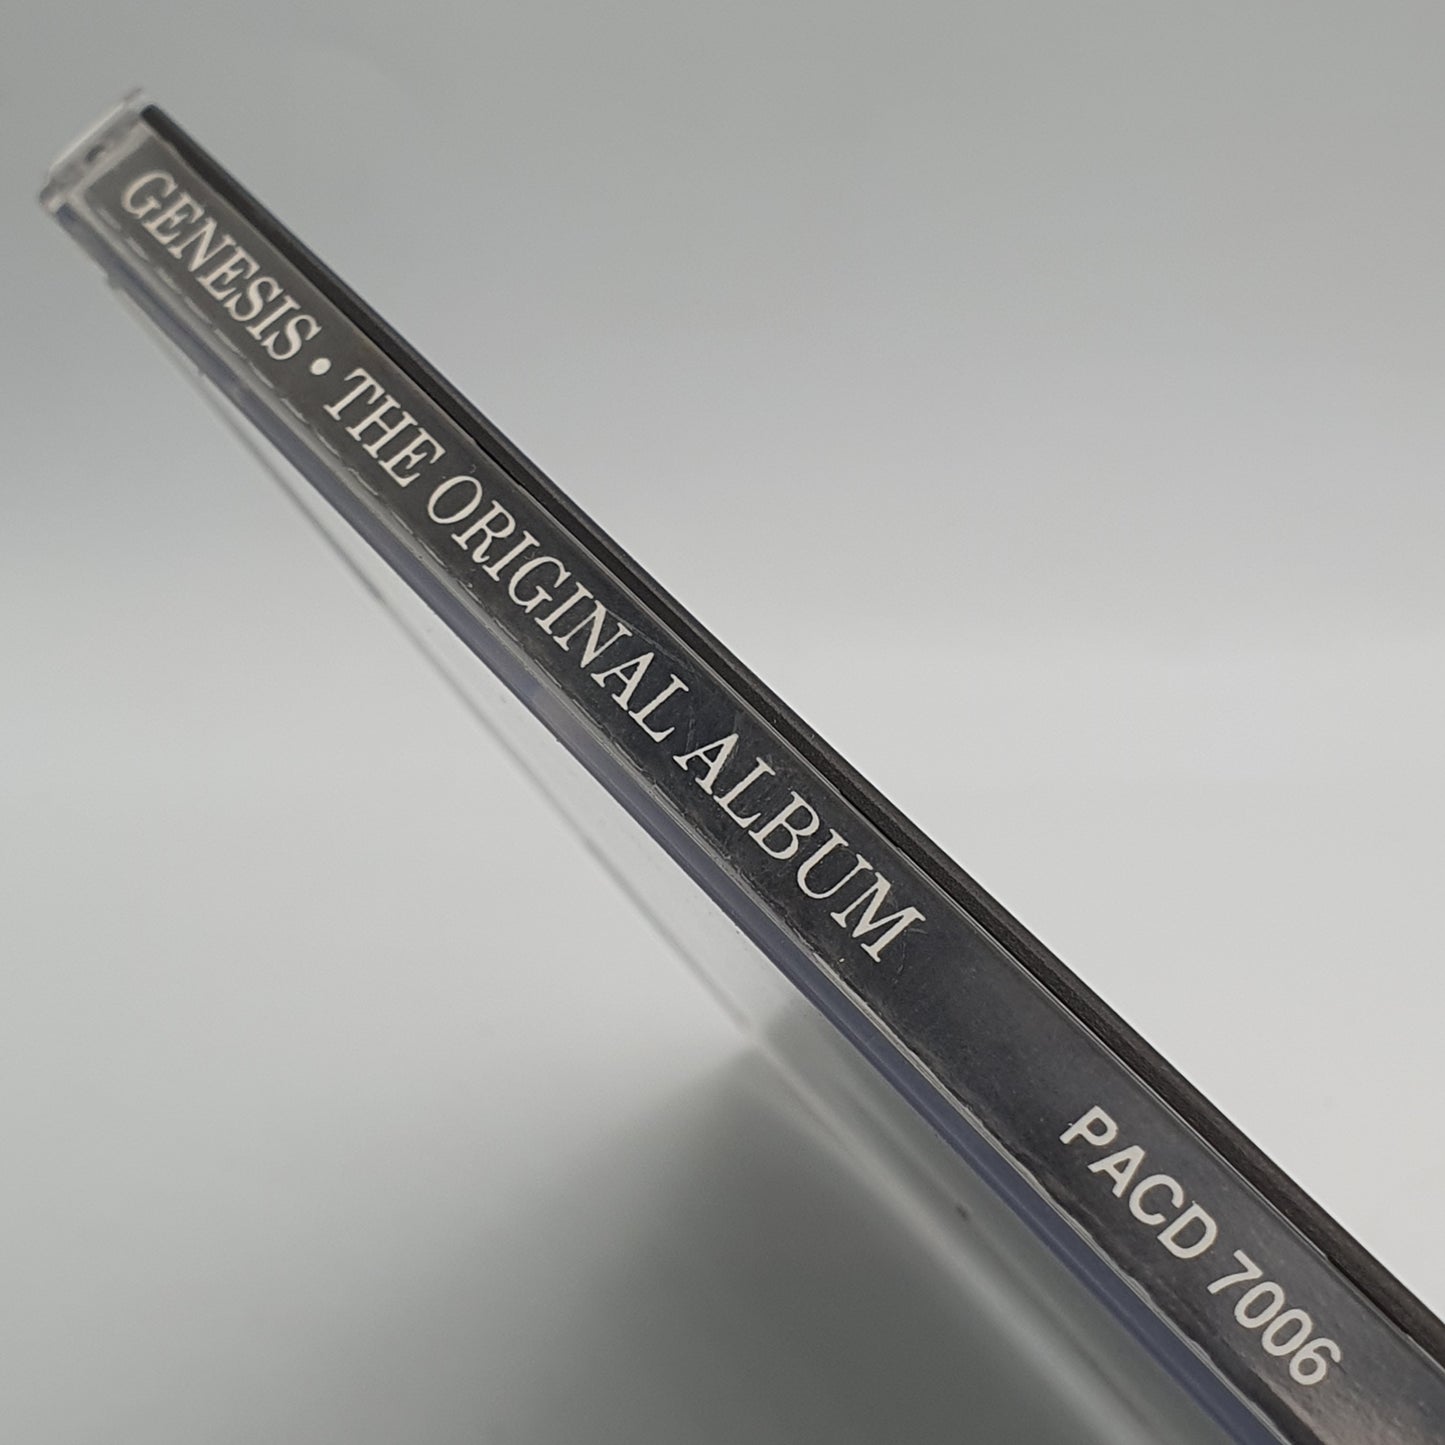 GENESIS • THE ORIGINAL ALBUM PACD 7006